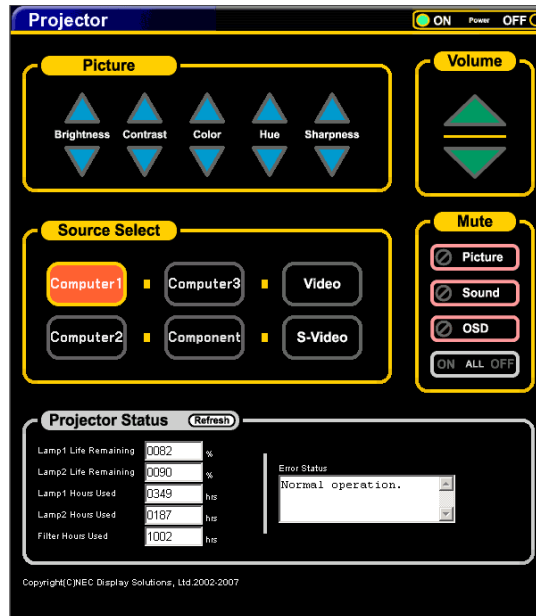 Projector
ON Power OFF
Picture
Brightness Contrast Color Hue Sharpness
Volume
Source Select
Computer1 Computer3 Video
Computer2 Component S-Video
Mute
Picture
Sound
OSD
ON ALL OFF
Projector Status Refresh
Lamp1 Life Remaining 0082 %
Lamp2 Life Remaining 0090 %
Lamp1 Hours Used 0349 hrs
Lamp2 Hours Used 0187 hrs
Filter Hours Used 1002 hrs
Error Status
Normal operation.
Copyright(C)NEC Display Solutions, Ltd.2002-2007